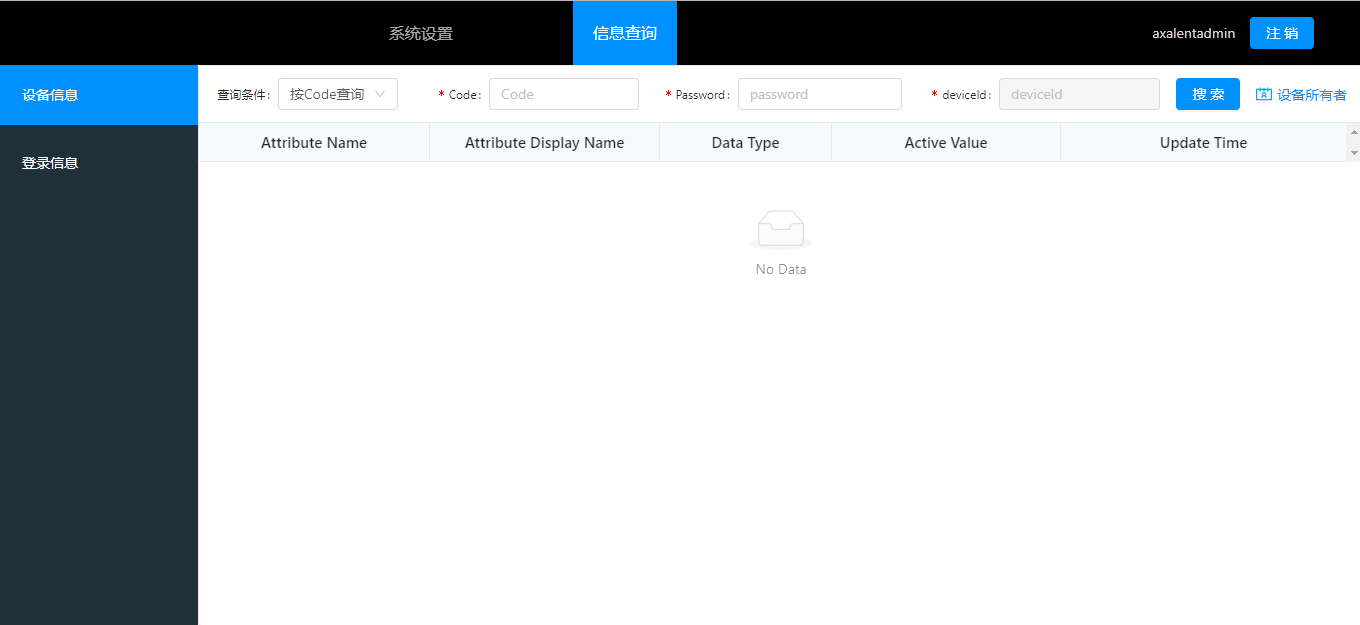 系统设置
信息查询
axalentadmin
注 销
设备信息
登录信息
查询条件:
按Code查询
* Code:
Code
* Password:
password
* deviceId:
deviceId
搜 索
设备所有者
Attribute Name
Attribute Display Name
Data Type
Active Value
Update Time
No Data